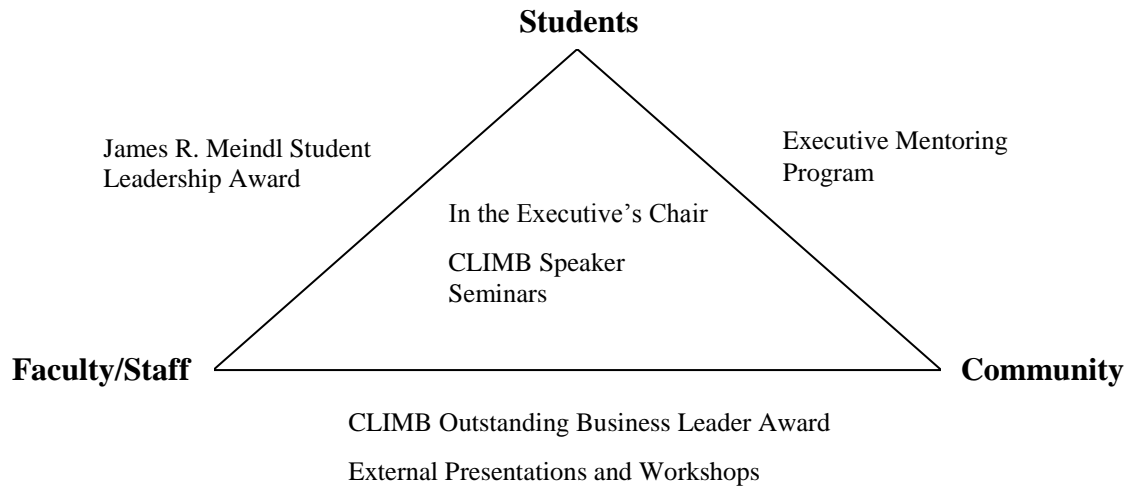 Students
James R. Meindl Student
Leadership Award
Executive Mentoring
Program
In the Executive’s Chair
CLIMB Speaker
Seminars
Faculty/Staff
Community
CLIMB Outstanding Business Leader Award
External Presentations and Workshops